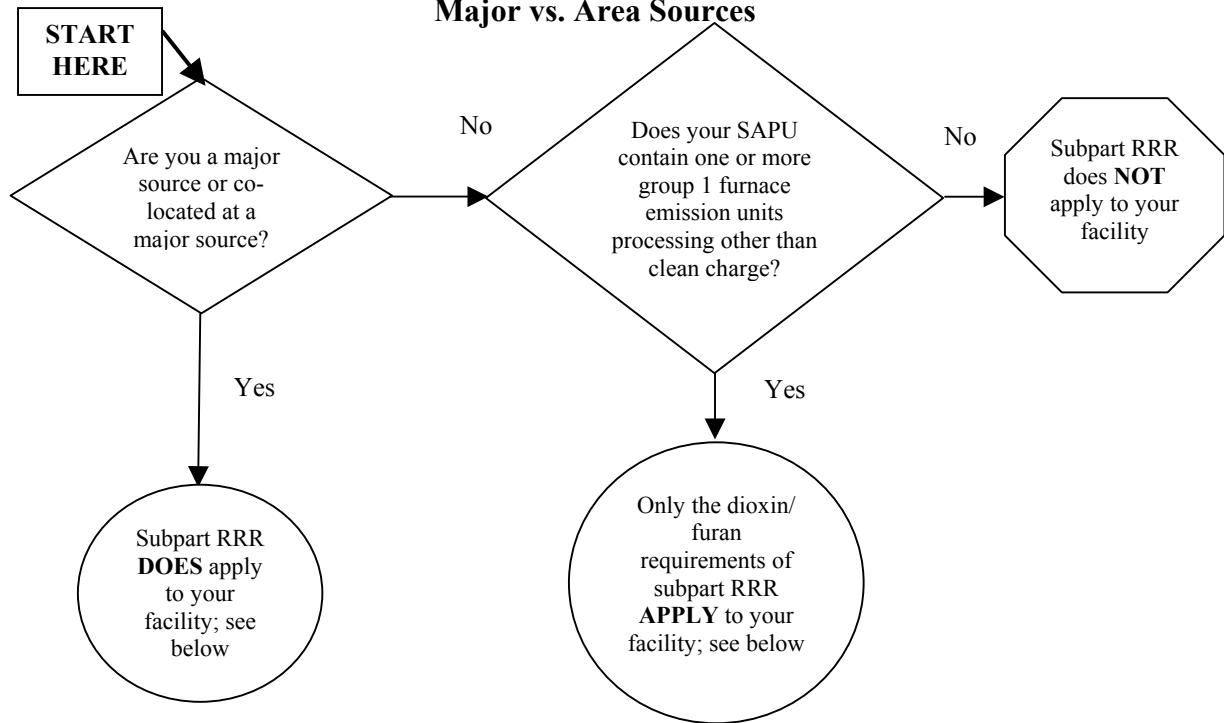 Major vs. Area Sources
START
HERE
Are you a major
source or co-
located at a
major source?
No
Does your SAPU
contain one or more
group 1 furnace
emission units
processing other than
clean charge?
No
Subpart RRR
does NOT
apply to your
facility
Yes
Yes
Subpart RRR
DOES apply
to your
facility; see
below
Only the dioxin/
furan
requirements of
subpart RRR
APPLY to your
facility; see below